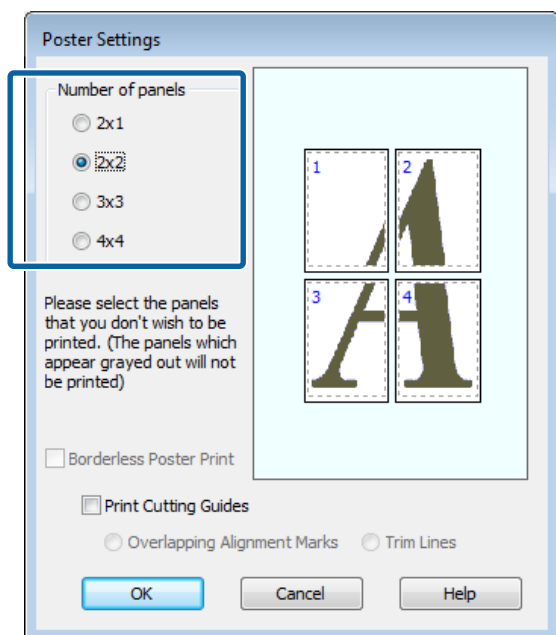 Poster Settings
Number of panels
2x1
2x2
3x3
4x4
1
2
3
4
Please select the panels
that you don't wish to be
printed. (The panels which
appear grayed out will not
be printed)
Borderless Poster Print
Print Cutting Guides
Overlapping Alignment Marks
Trim Lines
OK
Cancel
Help